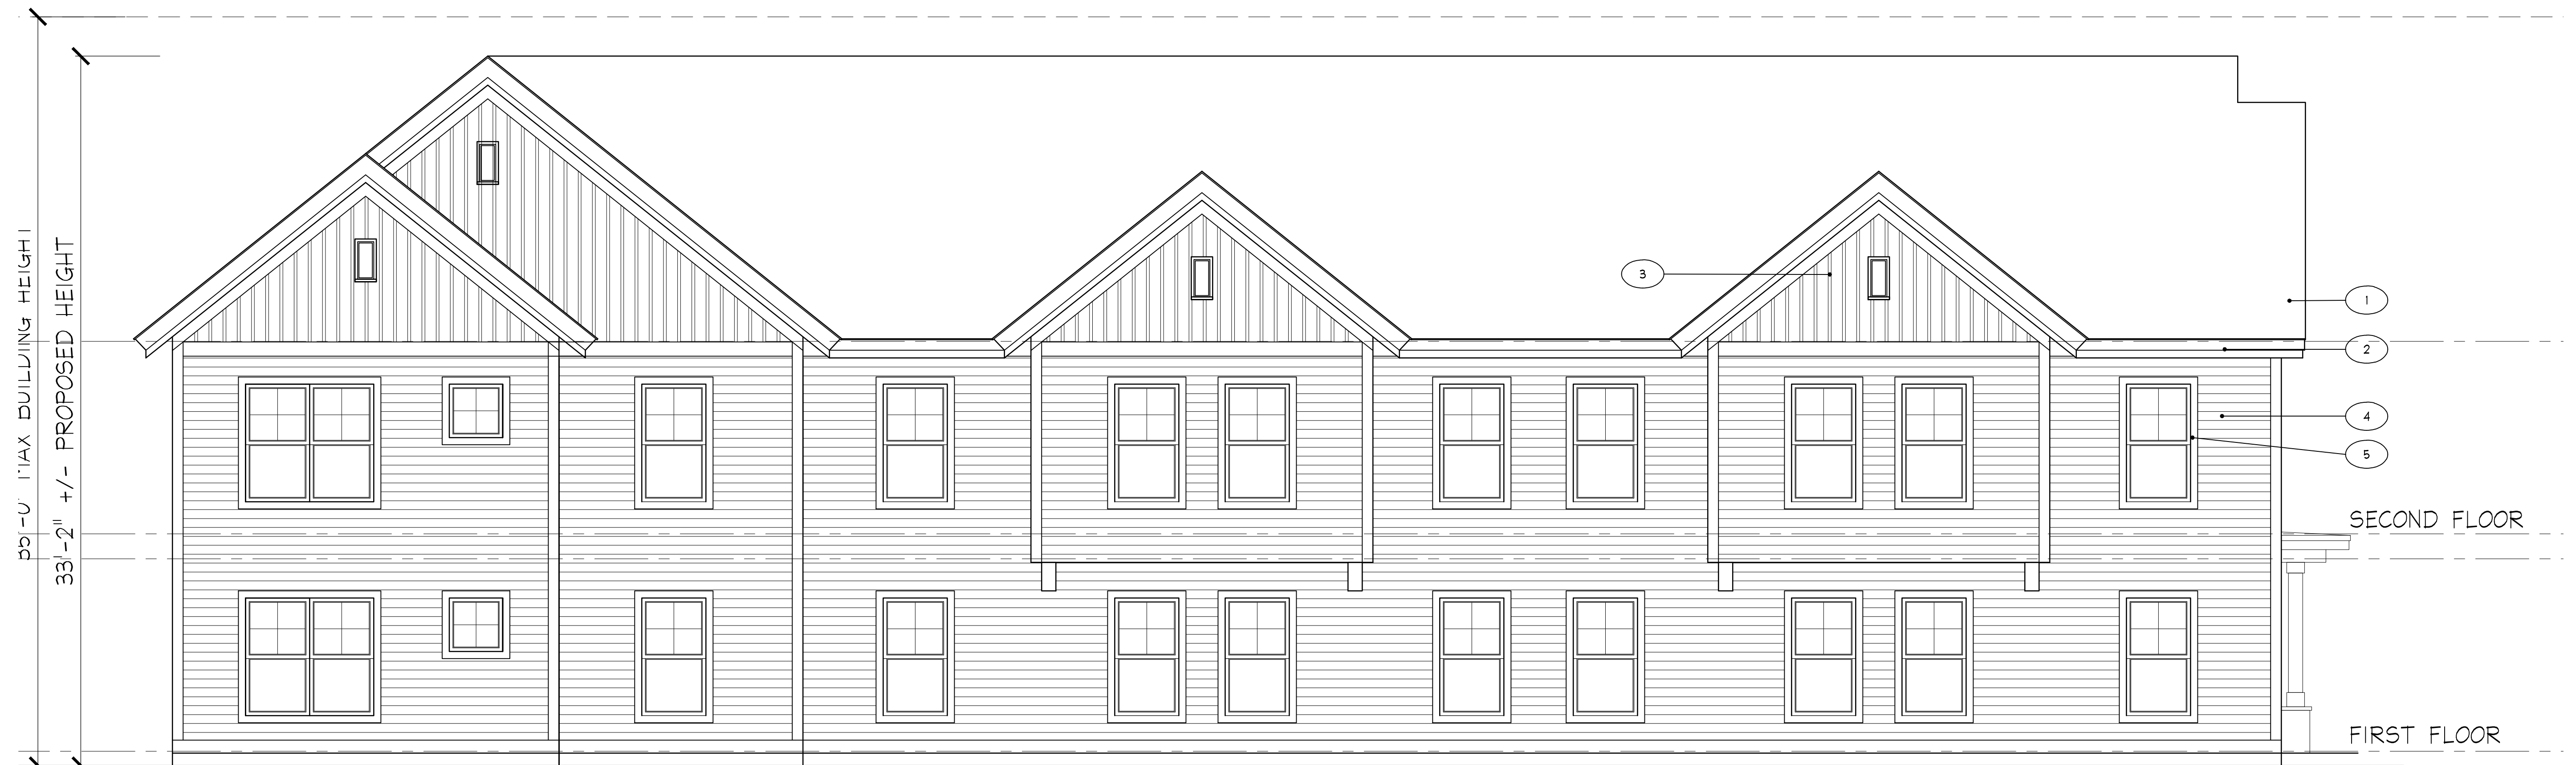 MAX BUILDING HEIGHT
33'-2" +/- PROPOSED HEIGHT
3
1
2
4
5
SECOND FLOOR
FIRST FLOOR